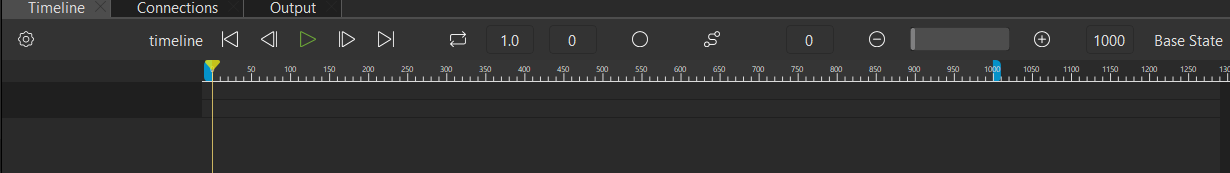 Timeline Connections Output
timeline 1.0 0 0 1000 Base State
50 100 150 200 250 300 350 400 450 500 550 600 650 700 750 800 850 900 950 1000 1050 1100 1150 1200 1250